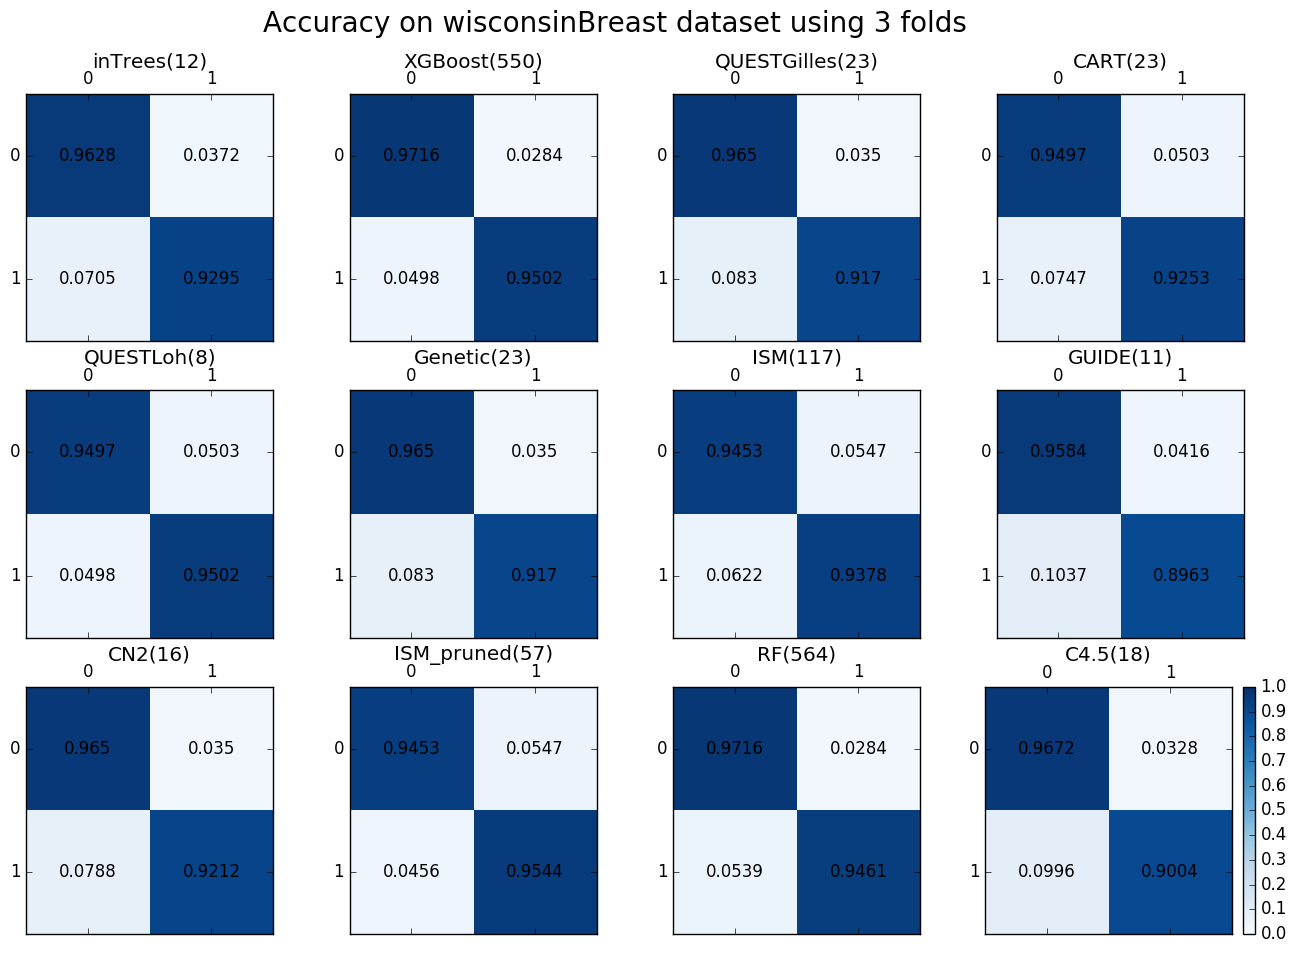 Accuracy on wisconsinBreast dataset using 3 folds
inTrees(12) XGBoost(550) QUESTGilles(23) CART(23)
0 1 0 1 0 1 0 1
0 0.9628 0.0372 0 0.9716 0.0284 0 0.965 0.035 0 0.9497 0.0503
1 0.0705 0.9295 1 0.0498 0.9502 1 0.083 0.917 1 0.0747 0.9253
QUESTLoh(8) Genetic(23) ISM(117) GUIDE(11)
0 1 0 1 0 1 0 1
0 0.9497 0.0503 0 0.965 0.035 0 0.9453 0.0547 0 0.9584 0.0416
1 0.0498 0.9502 1 0.083 0.917 1 0.0622 0.9378 1 0.1037 0.8963
CN2(16) ISM_pruned(57) RF(564) C4.5(18)
0 1 0 1 0 1 0 1
0 0.965 0.035 0 0.9453 0.0547 0 0.9716 0.0284 0 0.9672 0.0328
1 0.0788 0.9212 1 0.0456 0.9544 1 0.0539 0.9461 1 0.0996 0.9004
1.0
0.9
0.8
0.7
0.6
0.5
0.4
0.3
0.2
0.1
0.0